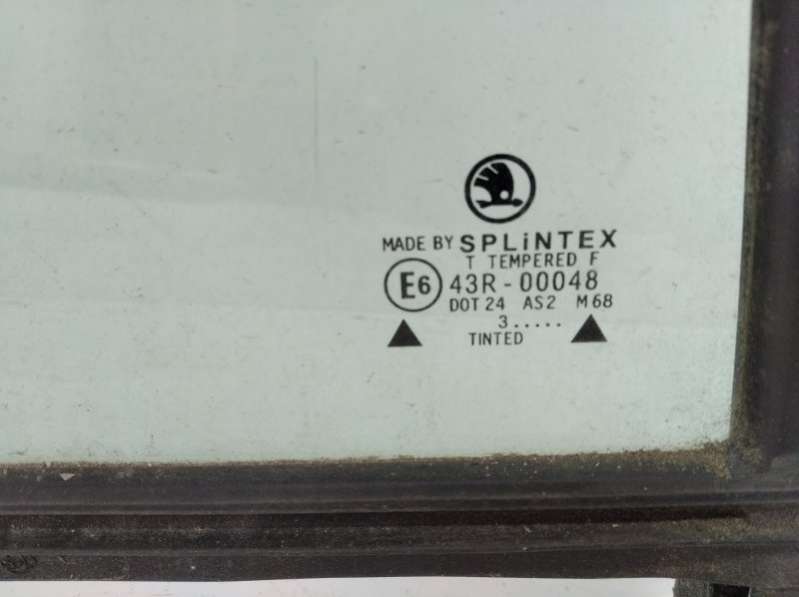 MADE BY SPLiNTEX
T TEMPERED F
E6 43R-00048
DOT 24 AS2 M68
3.....
TINTED